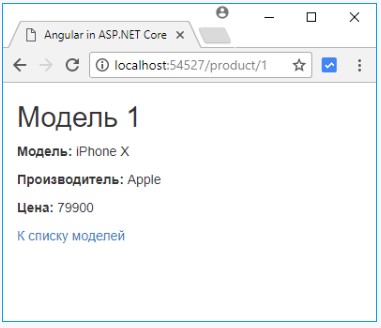 Angular in ASP.NET Core
localhost:54527/product/1
Модель 1
Модель: iPhone X
Производитель: Apple
Цена: 79900
К списку моделей